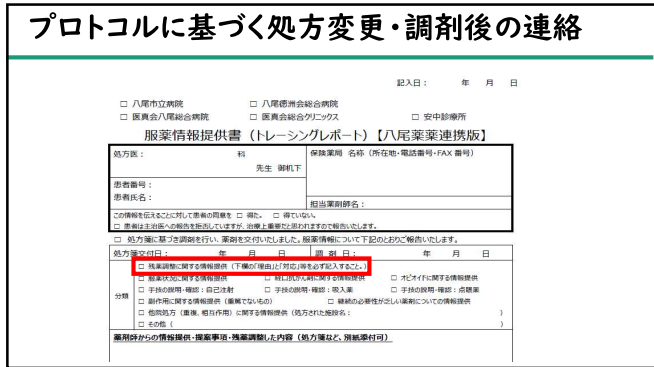 プロトコルに基づく処方変更・調剤後の連絡
記入日： 年 月 日
□ 八尾市立病院 □ 八尾徳洲会総合病院
□ 医真会八尾総合病院 □ 医真会総合クリニックス □ 安中診療所
服薬情報提供書（トレーシングレポート）【八尾薬薬連携版】
処方医： 科 保険薬局 名称（所在地・電話番号・FAX 番号）
先生 御机下
患者番号：
患者氏名：
担当薬剤師名：
この情報を伝えることに対して患者の同意を □ 得た。 □ 得ていない。
□ 患者は主治医への報告を拒否していますが、治療上重要だと思われますので報告いたします。
□ 処方箋に基づき調剤を行い、薬剤を交付いたしました。服薬情報について下記のとおりご報告いたします。
処方箋交付日： 年 月 日 調 剤 日： 年 月 日
分類
□ 残薬調整に関する情報提供（下欄の「理由」と「対応」等を必ず記入すること。）
□ 服薬状況に関する情報提供 □ 経口抗がん剤に関する情報提供 □ オピオイドに関する情報提供
□ 手技の説明・確認：自己注射 □ 手技の説明・確認：吸入薬 □ 手技の説明・確認：点眼薬
□ 副作用に関する情報提供（重篤でないもの） □ 継続の必要性が乏しい薬剤についての情報提供
□ 他院処方（重複、相互作用）に関する情報提供（処方された施設名： ）
□ その他（ ）
薬剤師からの情報提供・提案事項・残薬調整した内容（処方箋など、別紙添付可）